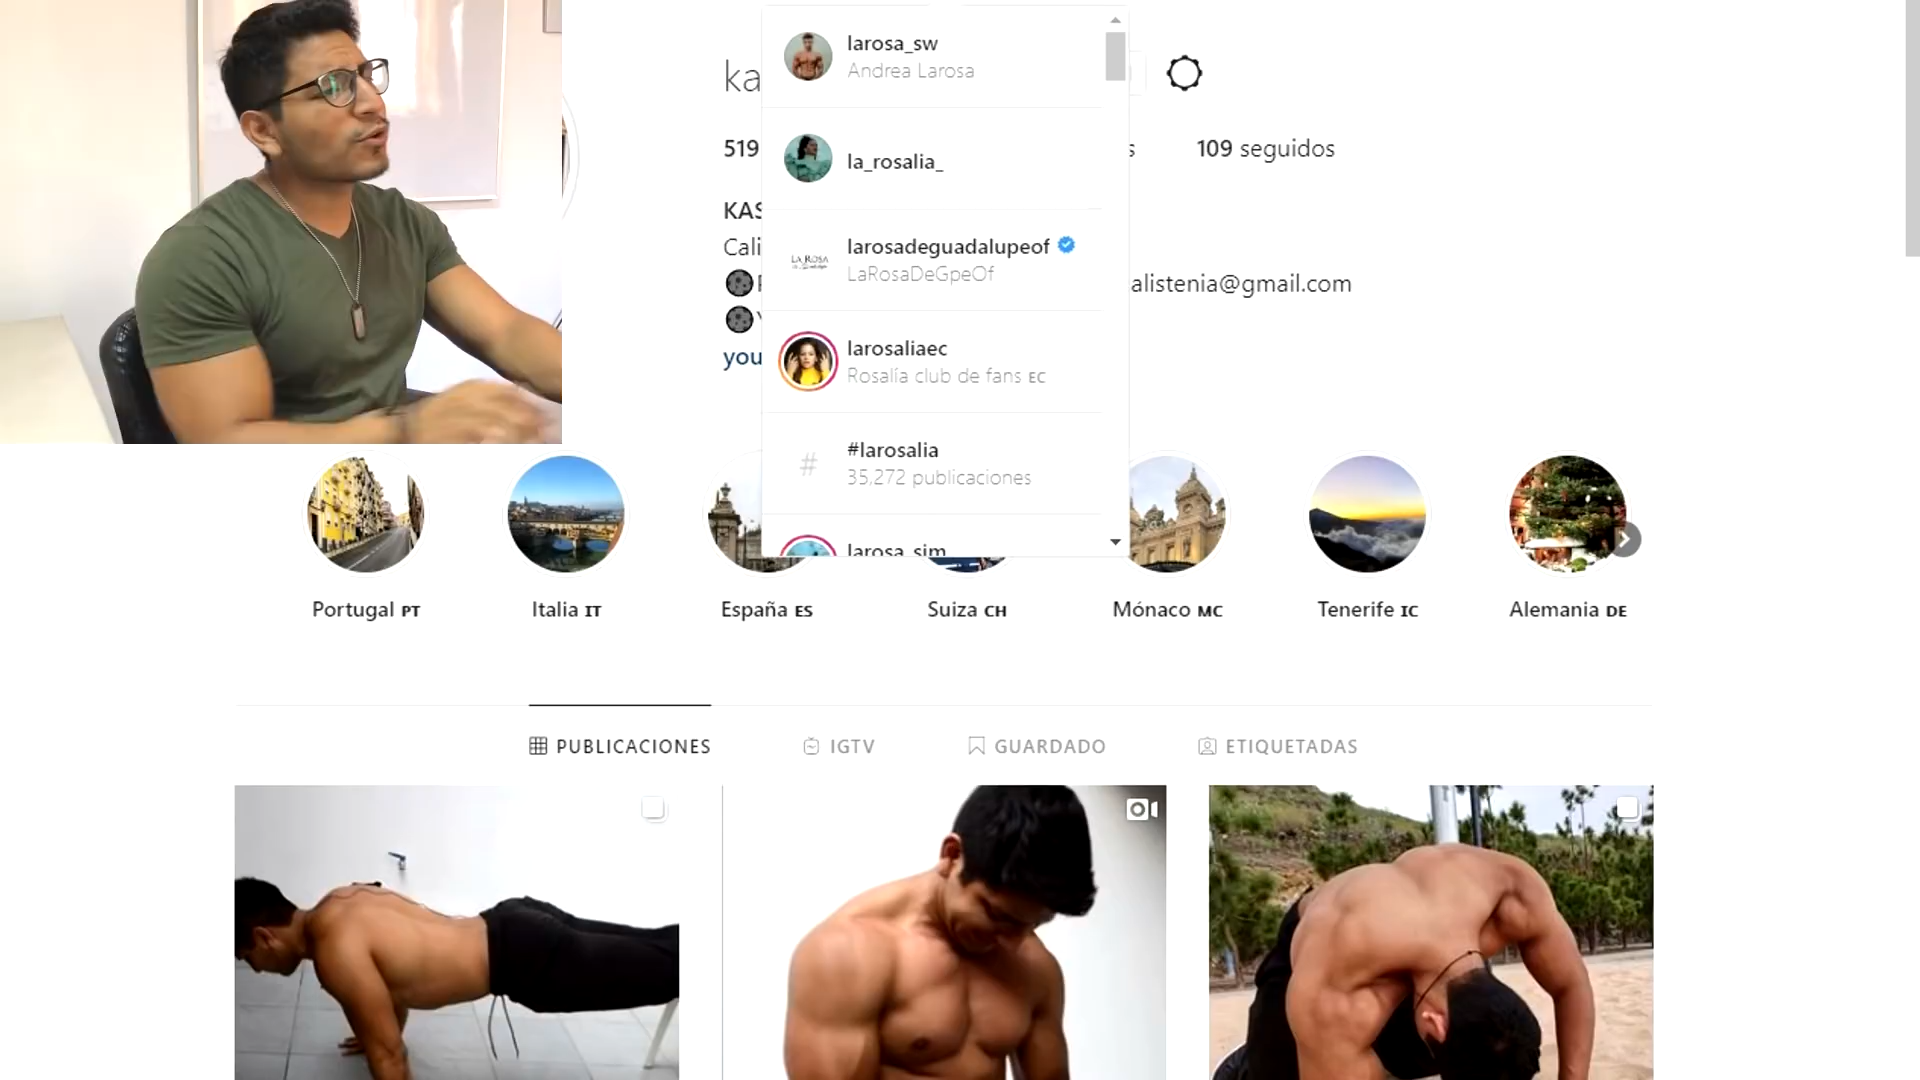 larosa_sw
Andrea Larosa
ka
la_rosalia_
519
s
109 seguidos
KAS
larosadeguadalupeof
LaRosaDeGpeOf
LA ROSA
Cali
alistenia@gmail.com
you
larosaliaec
Rosalía club de fans EC
#
#larosalia
35,272 publicaciones
larosa_sim
Portugal PT
Italia IT
España ES
Suiza CH
Mónaco MC
Tenerife IC
Alemania DE
PUBLICACIONES
IGTV
GUARDADO
ETIQUETADAS